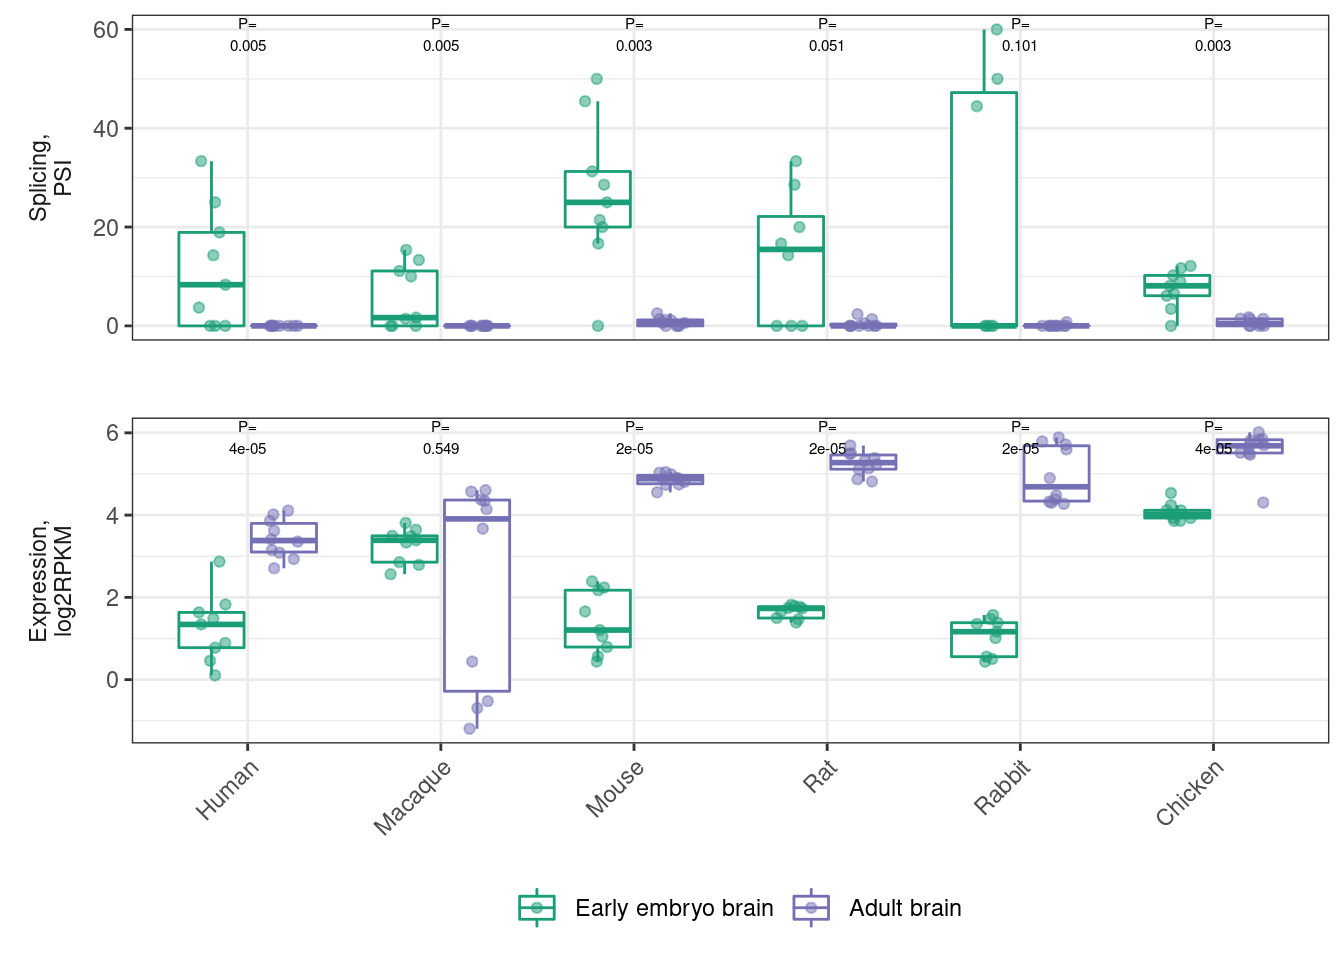 P= P= P= P= P= P=
0.005 0.005 0.003 0.051 0.101 0.003
60
40
20
0
Splicing,
PSI
P= P= P= P= P= P=
4e-05 0.549 2e-05 2e-05 2e-05 4e-05
6
4
2
0
Expression,
log2RPKM
Human Macaque Mouse Rat Rabbit Chicken
Early embryo brain Adult brain